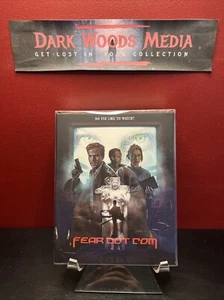 DARK WOODS MEDIA
GET-LOST IN YOUR COLLECTION
DO YOU LIKE TO WATCH?
FEAR DOT COM